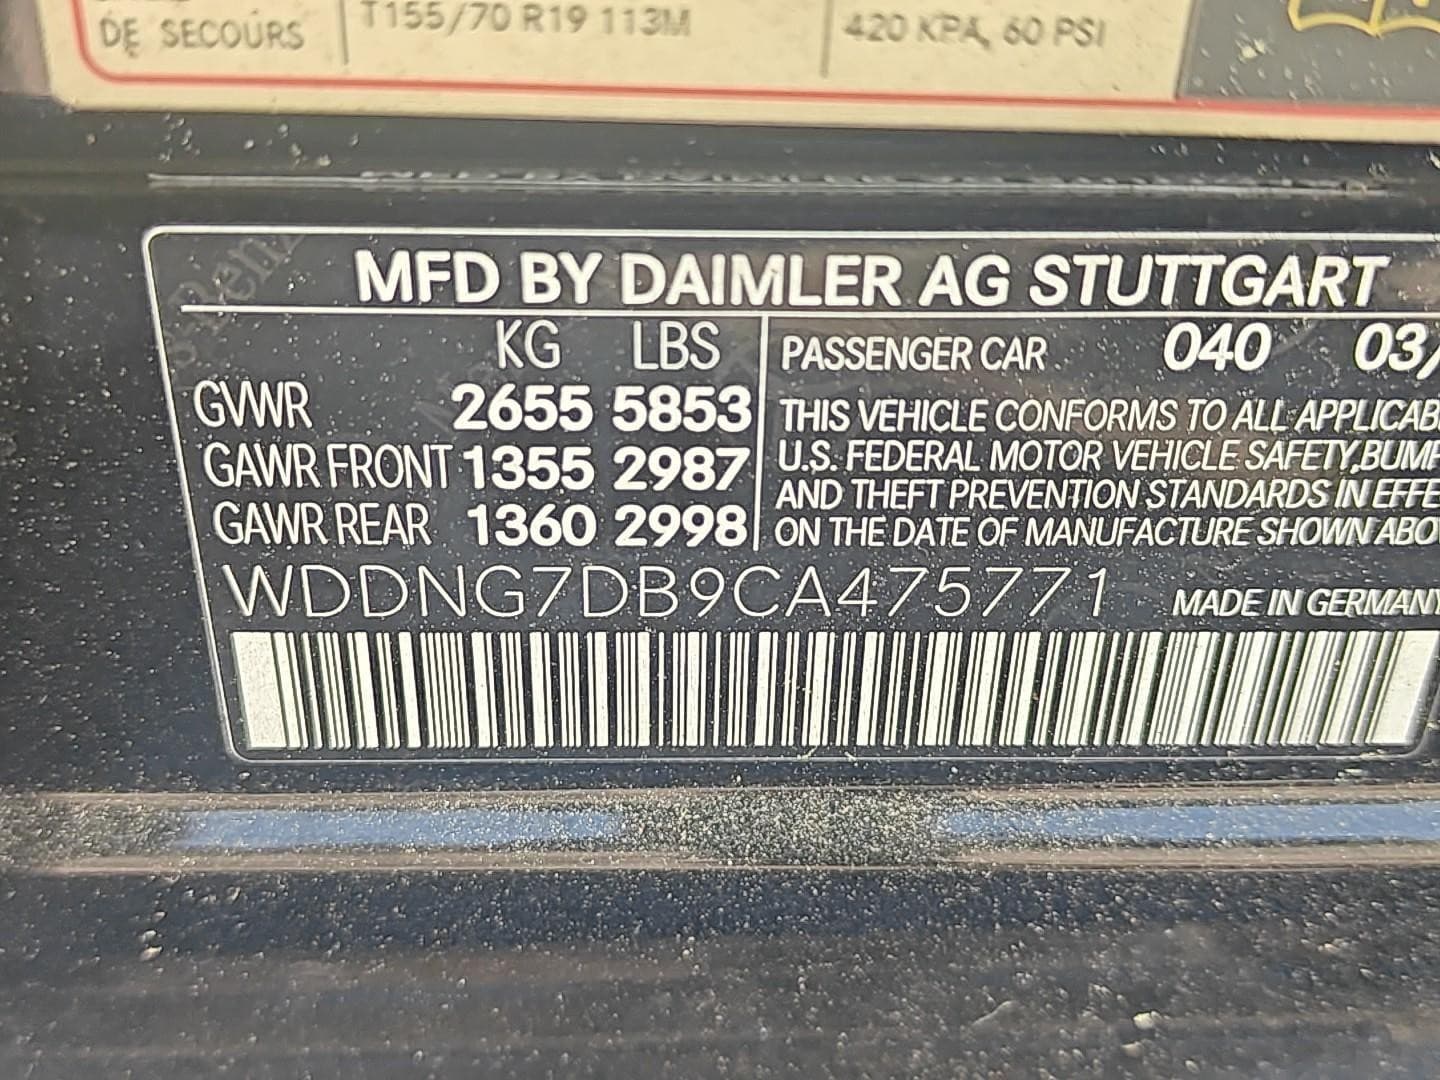 DE SECOURS T155/70 R19 113M 420 KPA, 60 PSI
MFD BY DAIMLER AG STUTTGART
KG LBS PASSENGER CAR 040 03/
GVWR 2655 5853
GAWR FRONT 1355 2987
GAWR REAR 1360 2998
THIS VEHICLE CONFORMS TO ALL APPLICAB
U.S. FEDERAL MOTOR VEHICLE SAFETY,BUMP
AND THEFT PREVENTION STANDARDS IN EFFE
ON THE DATE OF MANUFACTURE SHOWN ABO
WDDNG7DB9CA475771 MADE IN GERMANY